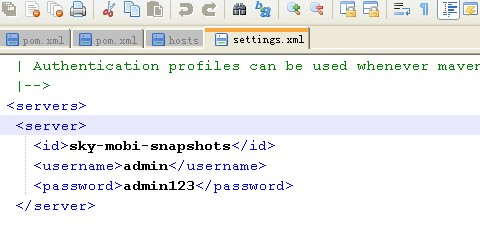 pom.xml pom.xml hosts settings.xml
| Authentication profiles can be used whenever maven
|-->
<servers>
<server>
<id>sky-mobi-snapshots</id>
<username>admin</username>
<password>admin123</password>
</server>